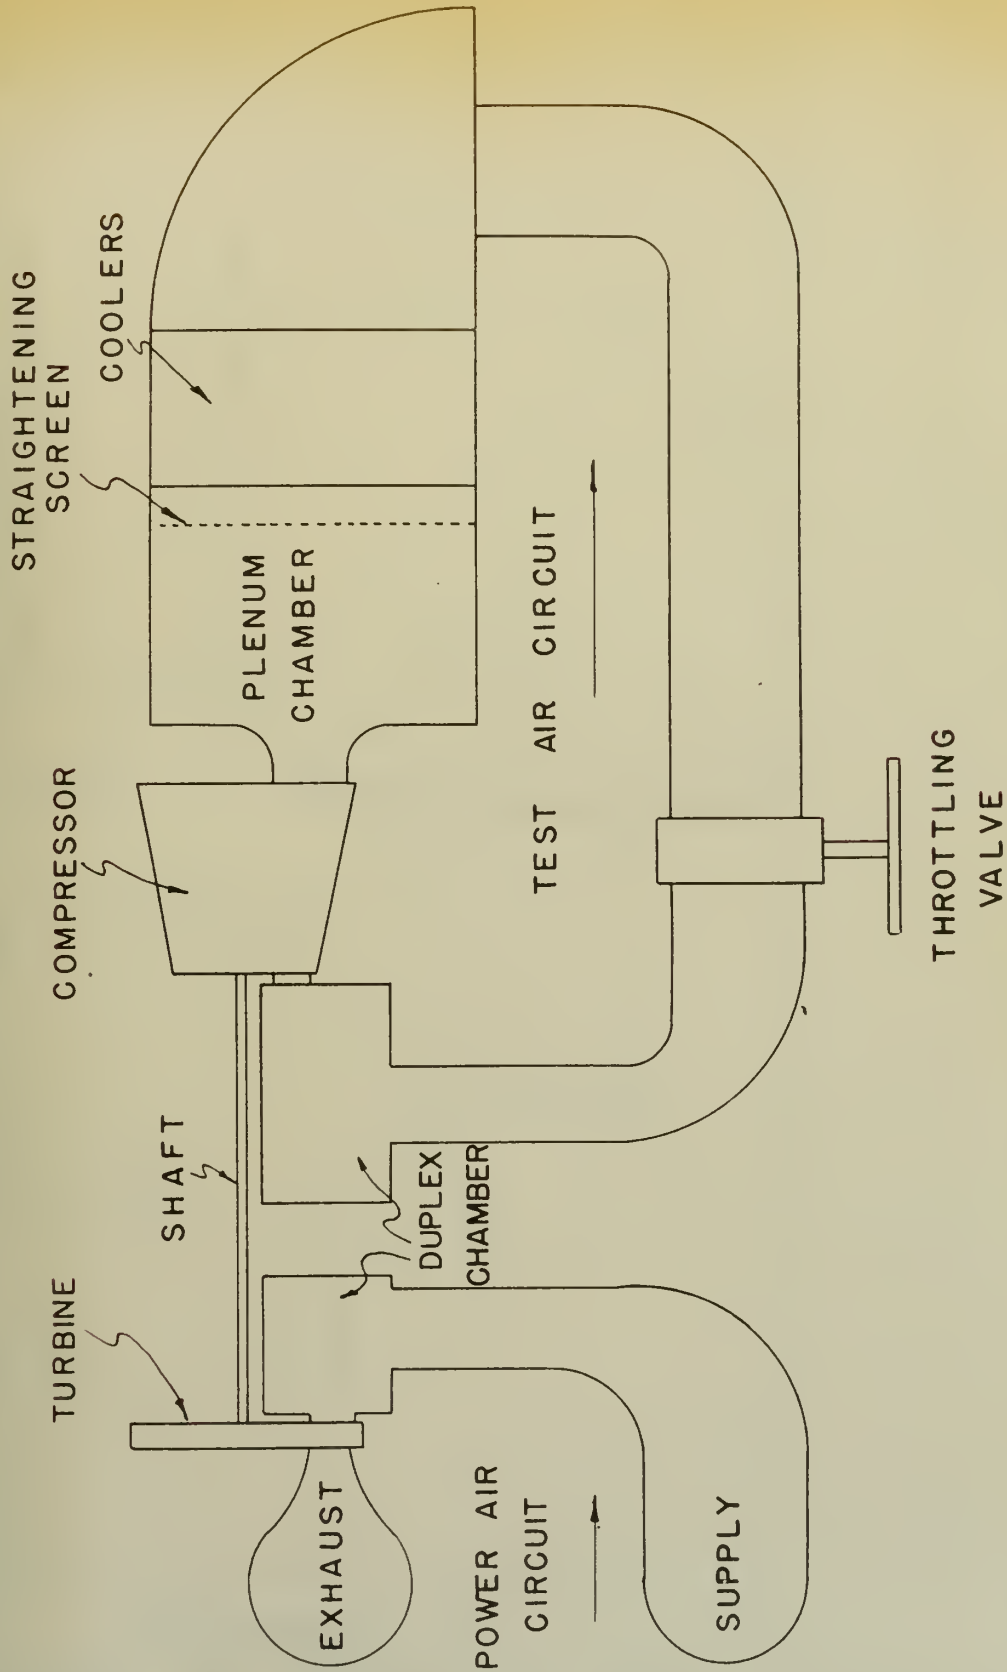 STRAIGHTENING
SCREEN
COOLERS
COMPRESSOR
PLENUM
CHAMBER
SHAFT
TURBINE
DUPLEX
CHAMBER
TEST AIR CIRCUIT
EXHAUST
POWER AIR
CIRCUIT
SUPPLY
THROTTLING
VALVE